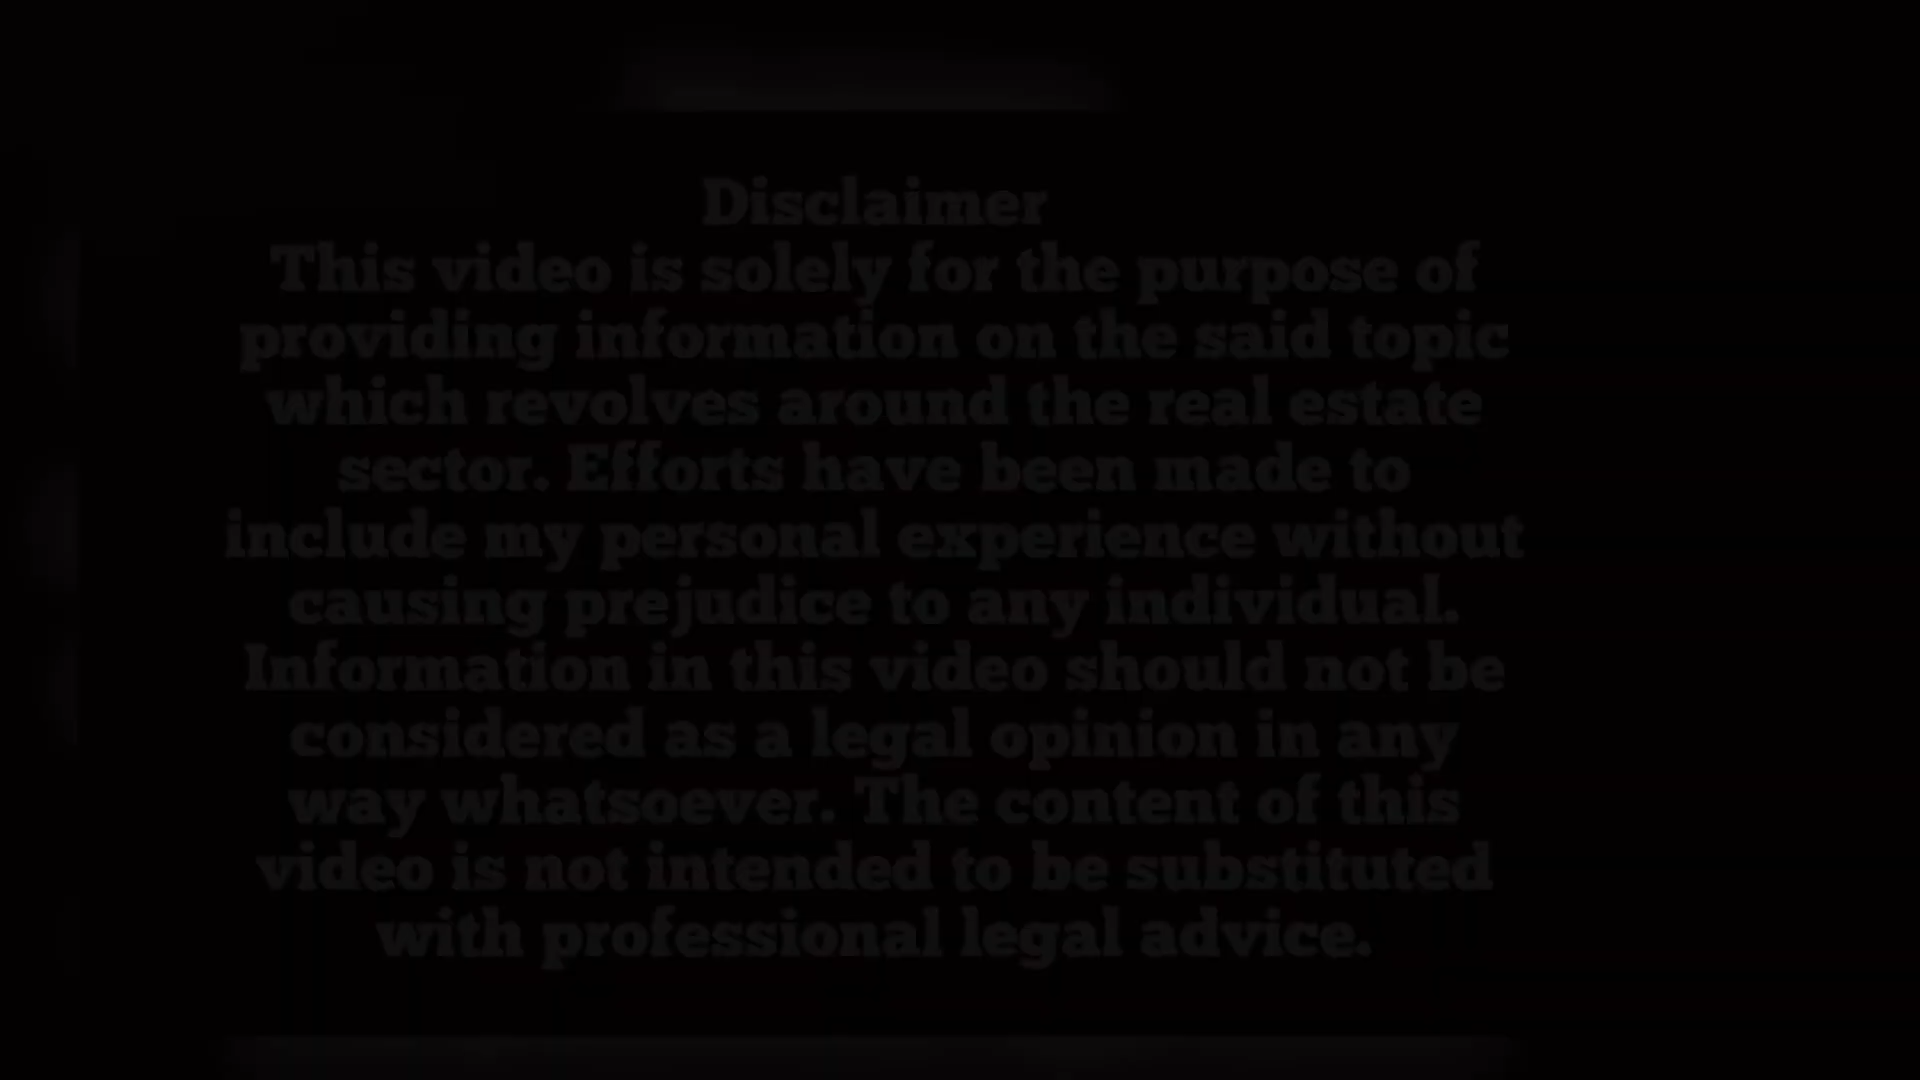 Disclaimer
This video is solely for the purpose of
providing information on the said topic
which revolves around the real estate
sector. Efforts have been made to
include my personal experience without
causing prejudice to any individual.
Information in this video should not be
considered as a legal opinion in any
way whatsoever. The content of this
video is not intended to be substituted
with professional legal advice.